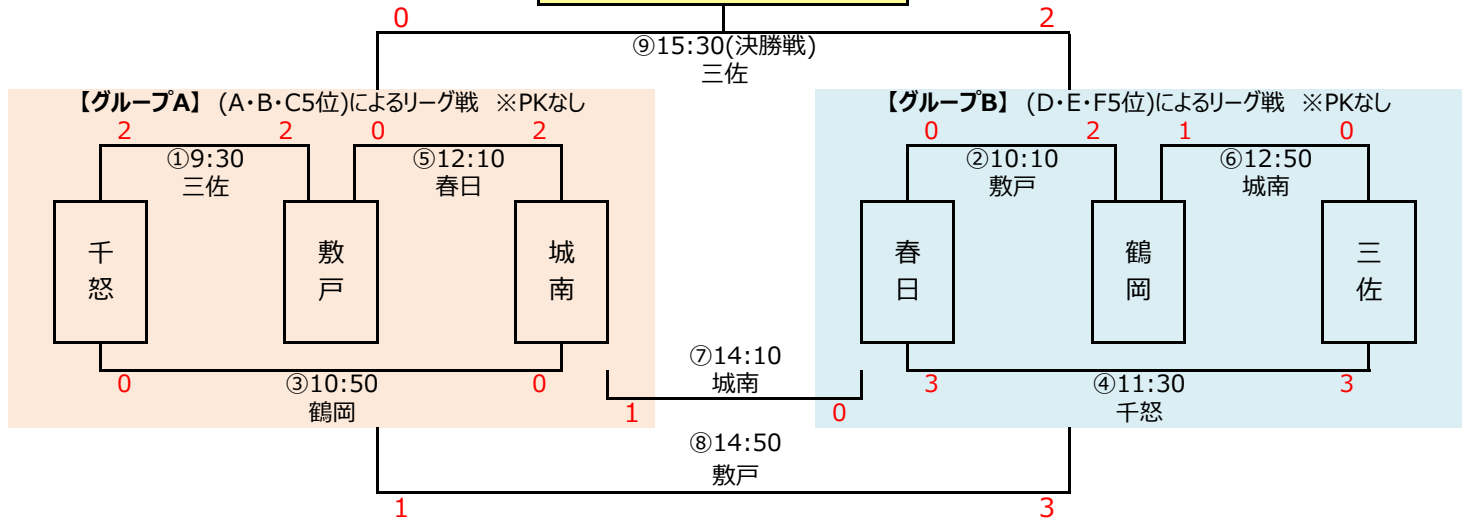 0 2
⑨15:30(決勝戦)
三佐
【グループA】 (A・B・C5位)によるリーグ戦 ※PKなし
2 2 0 2
①9:30 ⑤12:10
三佐 春日
千怒 敷戸 城南
0 ③10:50 0
鶴岡
【グループB】 (D・E・F5位)によるリーグ戦 ※PKなし
0 2 1 0
②10:10 ⑥12:50
敷戸 城南
春日 鶴岡 三佐
3 ④11:30 3
千怒
⑦14:10
城南
1 0
⑧14:50
敷戸
1 3